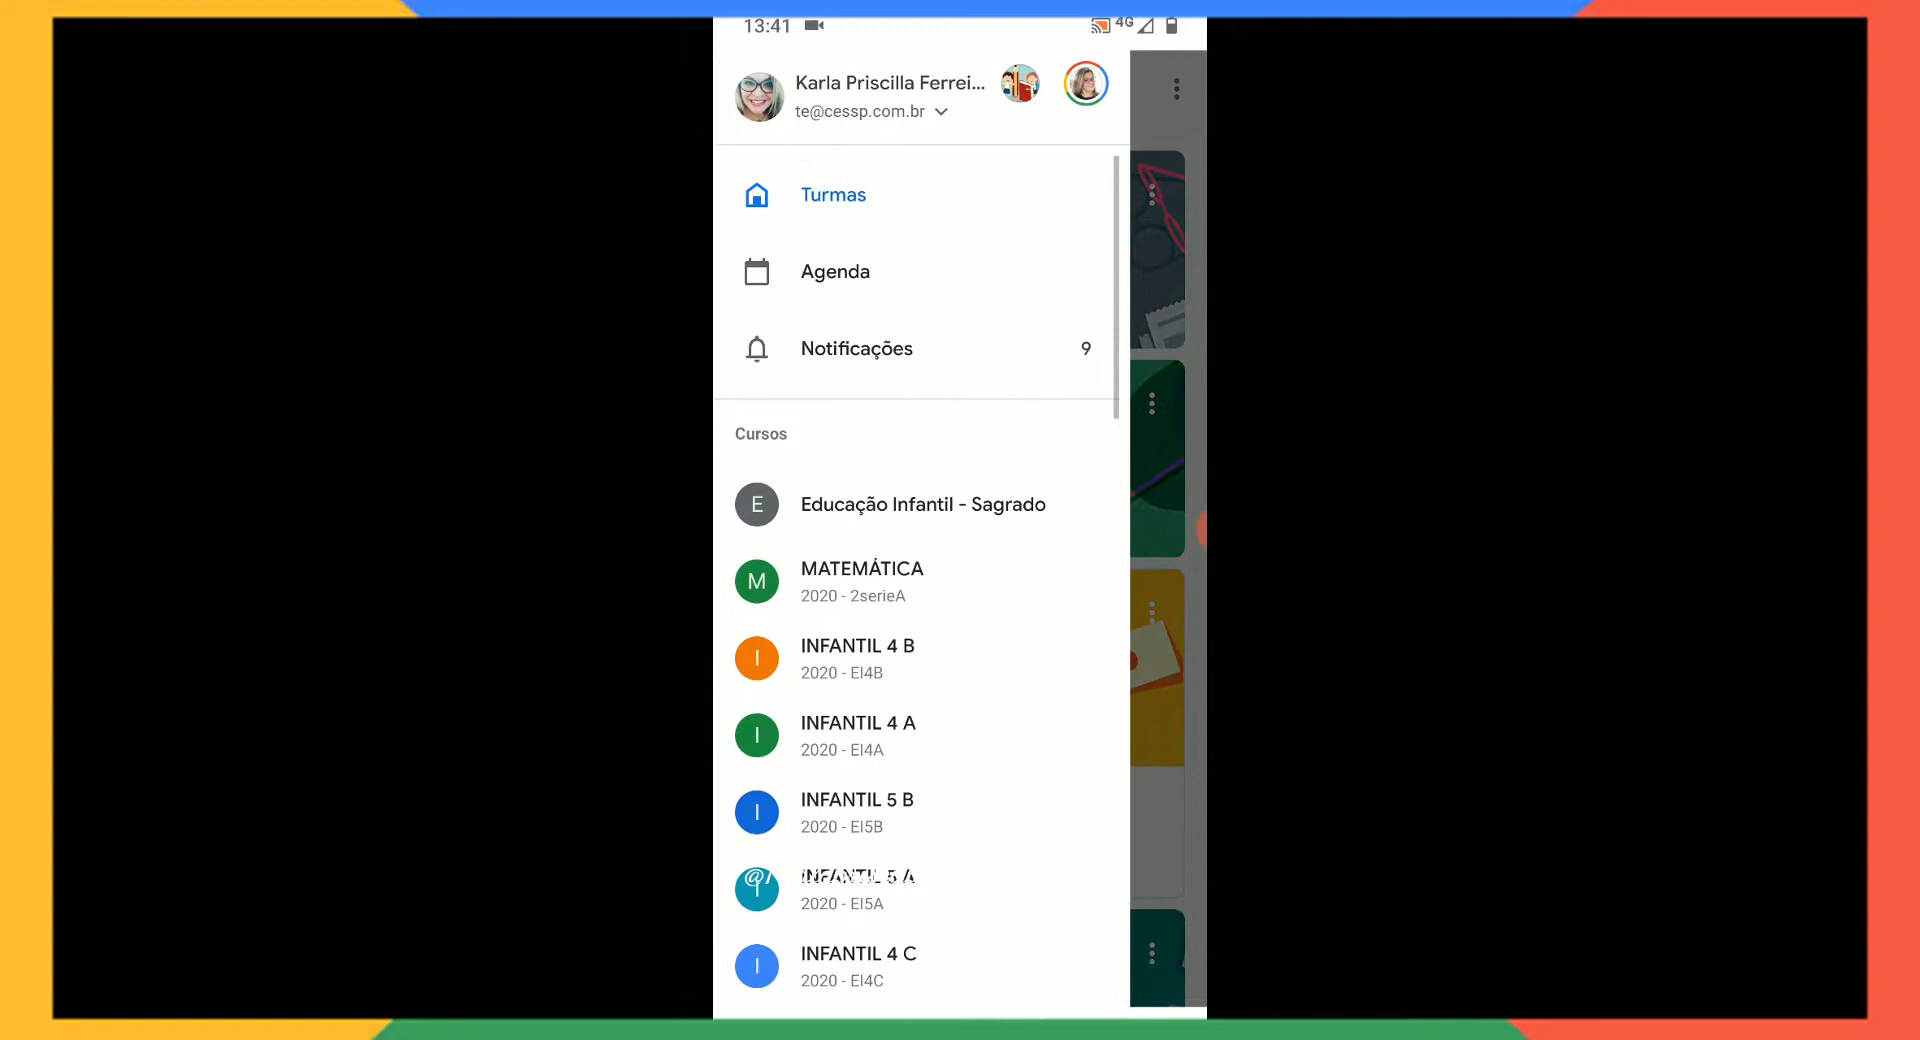 13:41
4G
Karla Priscilla Ferrei...
te@cessp.com.br
Turmas
Agenda
Notificações
9
Cursos
E
Educação Infantil - Sagrado
M
MATEMÁTICA
2020 - 2serieA
I
INFANTIL 4 B
2020 - EI4B
I
INFANTIL 4 A
2020 - EI4A
I
INFANTIL 5 B
2020 - EI5B
I
INFANTIL 5 A
2020 - EI5A
I
INFANTIL 4 C
2020 - EI4C